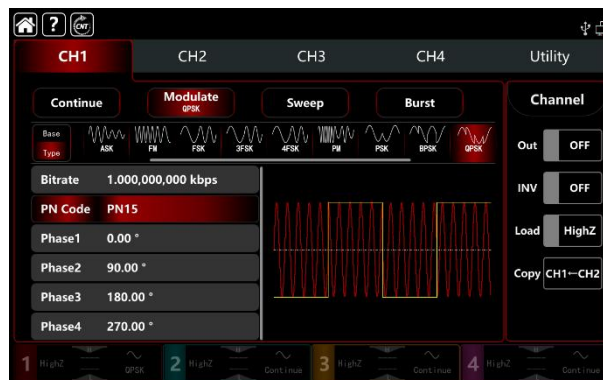 ? CNT
CH1 CH2 CH3 CH4 Utility
Continue Modulate Sweep Burst Channel
QPSK
Base
Type ASK FM FSK 3FSK 4FSK PM PSK BPSK QPSK
Out OFF
Bitrate 1.000,000,000 kbps
INV OFF
PN Code PN15
Phase1 0.00 °
Load HighZ
Phase2 90.00 °
Copy CH1←CH2
Phase3 180.00 °
Phase4 270.00 °
1 HighZ QPSK 2 HighZ Continue 3 HighZ Continue 4 HighZ Continue